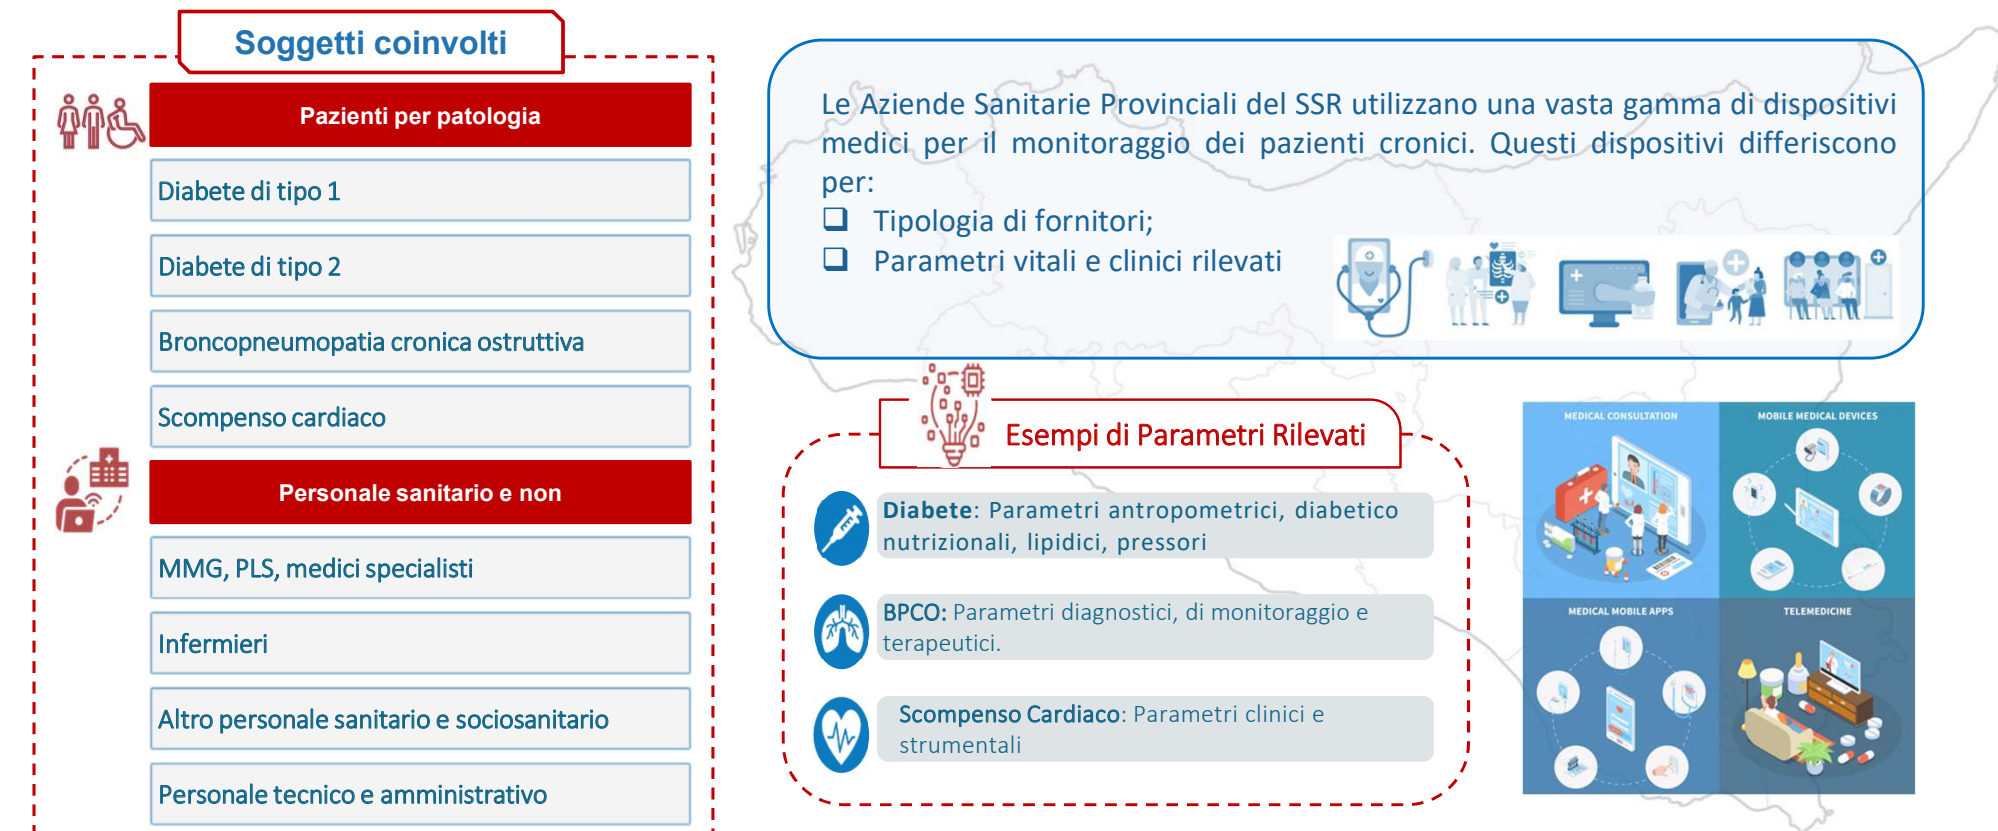 Soggetti coinvolti
Pazienti per patologia
Diabete di tipo 1
Diabete di tipo 2
Broncopneumopatia cronica ostruttiva
Scompenso cardiaco
Personale sanitario e non
MMG, PLS, medici specialisti
Infermieri
Altro personale sanitario e sociosanitario
Personale tecnico e amministrativo
Le Aziende Sanitarie Provinciali del SSR utilizzano una vasta gamma di dispositivi
medici per il monitoraggio dei pazienti cronici. Questi dispositivi differiscono
per:
❑ Tipologia di fornitori;
❑ Parametri vitali e clinici rilevati
Esempi di Parametri Rilevati
Diabete: Parametri antropometrici, diabetico
nutrizionali, lipidici, pressori
BPCO: Parametri diagnostici, di monitoraggio e
terapeutici.
Scompenso Cardiaco: Parametri clinici e
strumentali
MEDICAL CONSULTATION
MOBILE MEDICAL DEVICES
MEDICAL MOBILE APPS
TELEMEDICINE